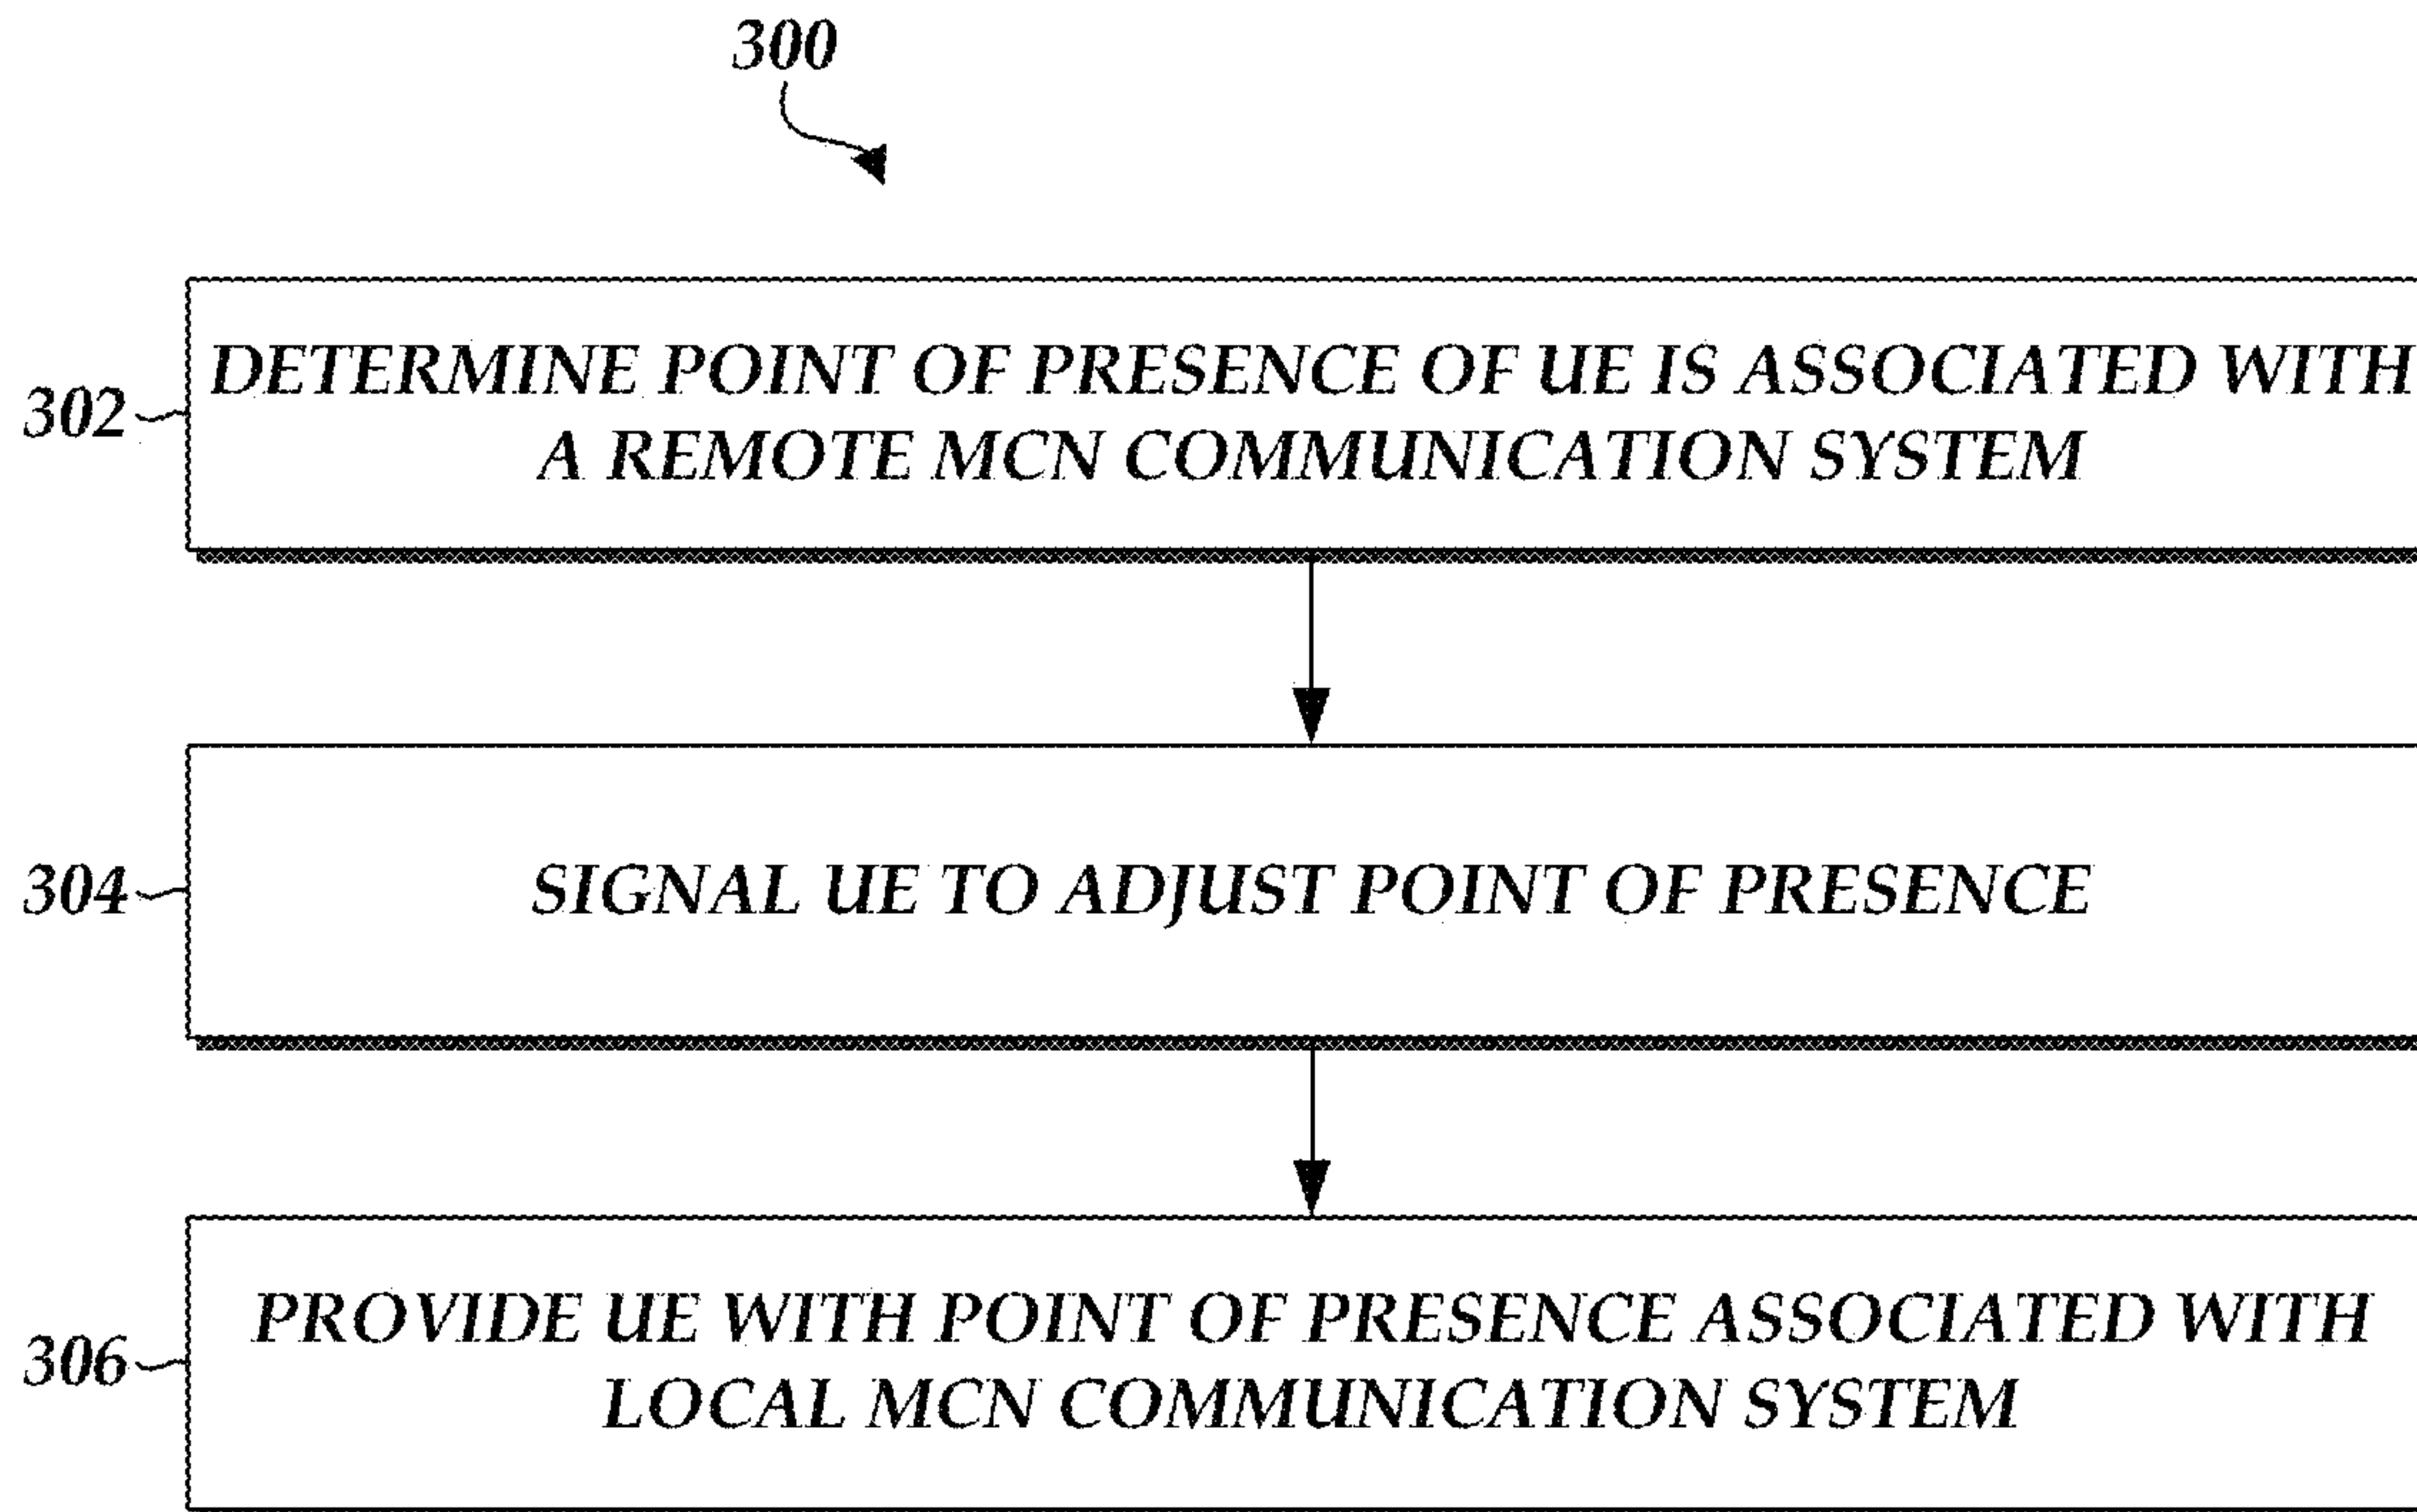 300
302
DETERMINE POINT OF PRESENCE OF UE IS ASSOCIATED WITH
A REMOTE MCN COMMUNICATION SYSTEM
304
SIGNAL UE TO ADJUST POINT OF PRESENCE
306
PROVIDE UE WITH POINT OF PRESENCE ASSOCIATED WITH
LOCAL MCN COMMUNICATION SYSTEM